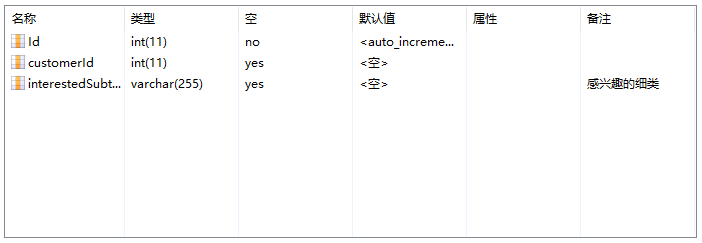 名称 类型 空 默认值 属性 备注
Id int(11) no <auto_increme...
customerId int(11) yes <空>
interestedSubt... varchar(255) yes <空> 感兴趣的细类